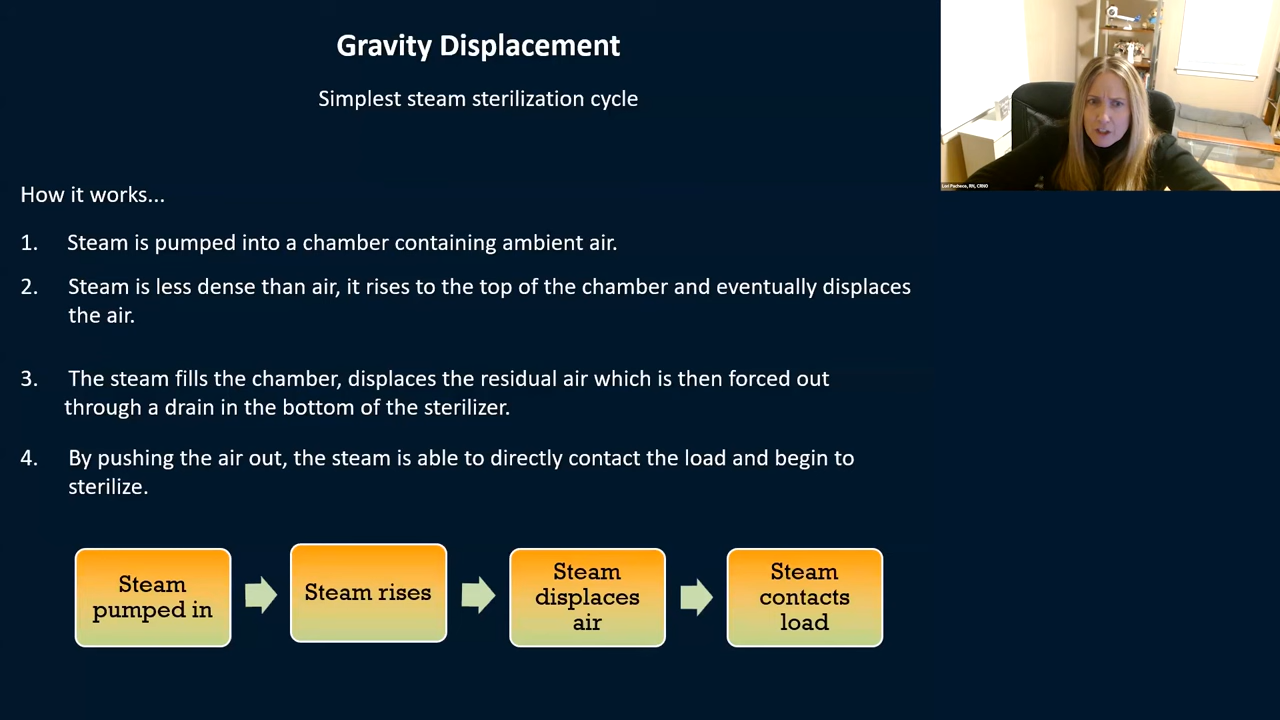 Gravity Displacement
Simplest steam sterilization cycle
How it works...
1. Steam is pumped into a chamber containing ambient air.
2. Steam is less dense than air, it rises to the top of the chamber and eventually displaces
the air.
3. The steam fills the chamber, displaces the residual air which is then forced out
through a drain in the bottom of the sterilizer.
4. By pushing the air out, the steam is able to directly contact the load and begin to
sterilize.
Steam
pumped in
Steam rises
Steam
displaces
air
Steam
contacts
load
Pacheco, RN, CRNO